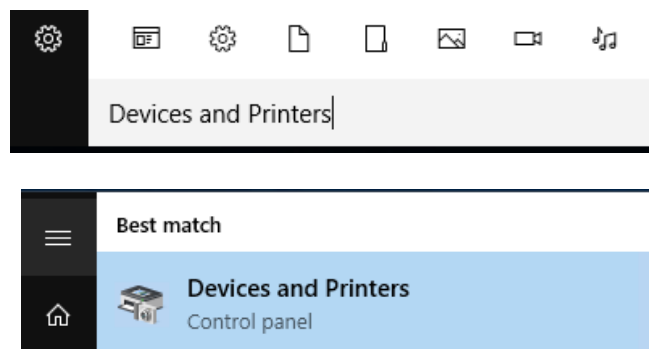 Devices and Printers
Best match
Devices and Printers
Control panel